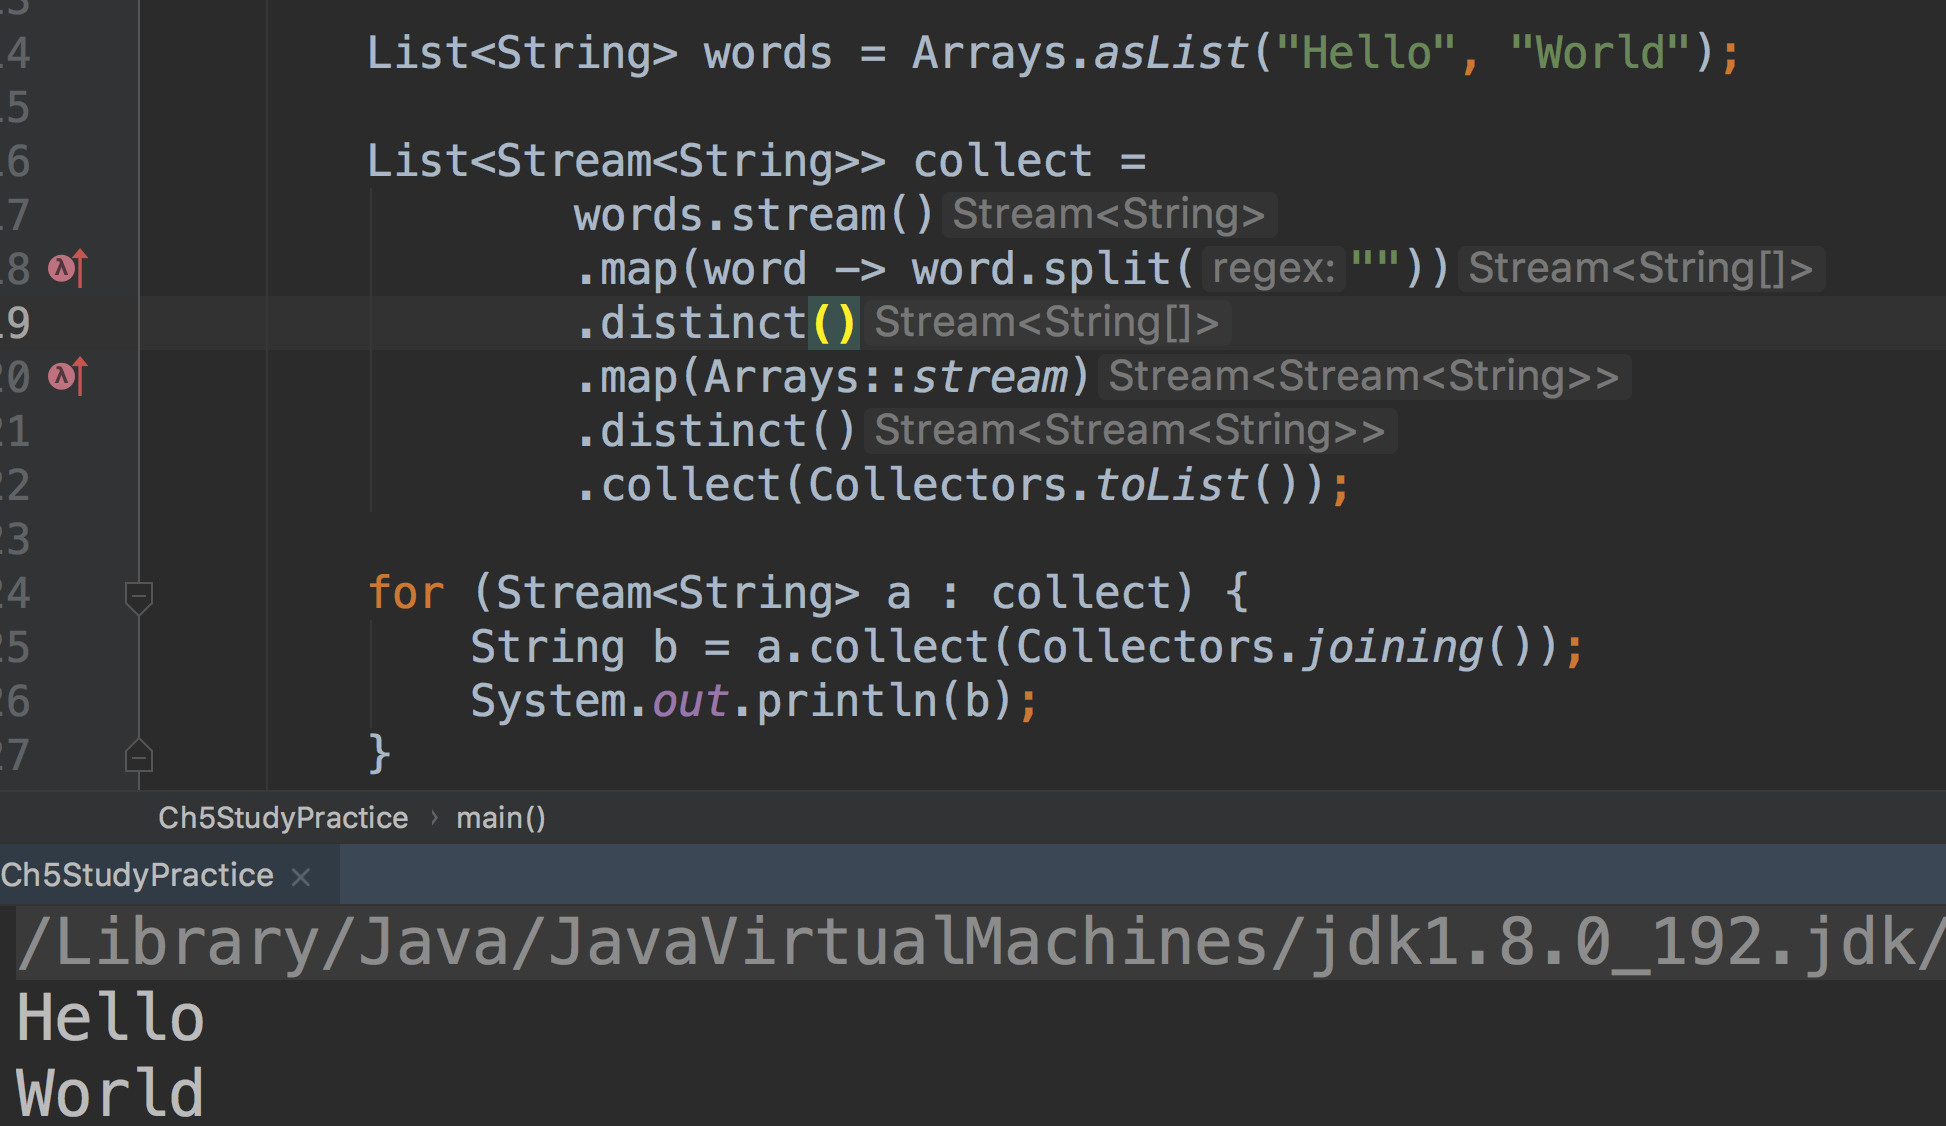 14 List<String> words = Arrays.asList("Hello", "World");
15
16 List<Stream<String>> collect =
17 words.stream() Stream<String>
18 .map(word -> word.split( regex: "")) Stream<String[]>
19 .distinct() Stream<String[]>
20 .map(Arrays::stream) Stream<Stream<String>>
21 .distinct() Stream<Stream<String>>
22 .collect(Collectors.toList());
23
24 for (Stream<String> a : collect) {
25 String b = a.collect(Collectors.joining());
26 System.out.println(b);
27 }
Ch5StudyPractice › main()
Ch5StudyPractice ×
/Library/Java/JavaVirtualMachines/jdk1.8.0_192.jdk/
Hello
World